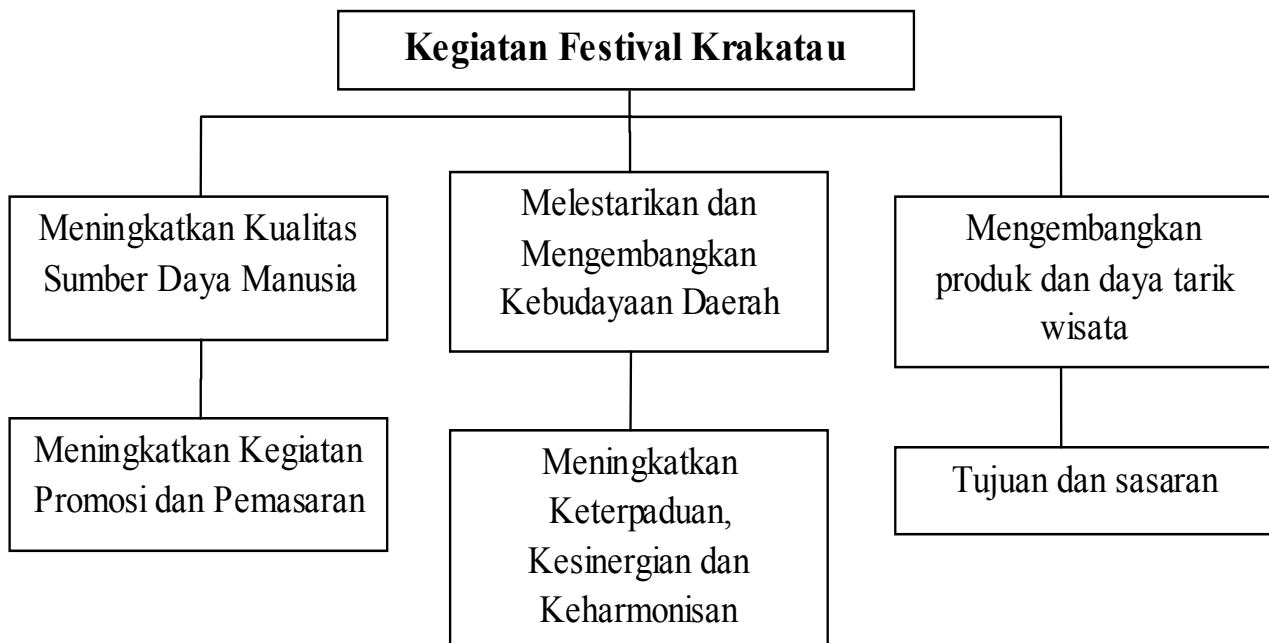 Kegiatan Festival Krakatau
Meningkatkan Kualitas
Sumber Daya Manusia
Melestarikan dan
Mengembangkan
Kebudayaan Daerah
Mengembangkan
produk dan daya tarik
wisata
Meningkatkan Kegiatan
Promosi dan Pemasaran
Meningkatkan
Keterpaduan,
Kesinergian dan
Keharmonisan
Tujuan dan sasaran